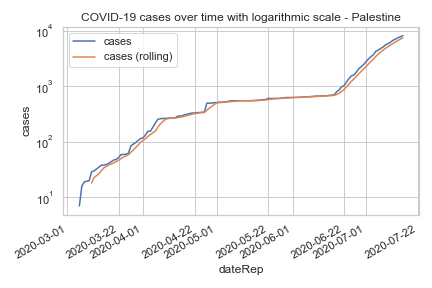 COVID-19 cases over time with logarithmic scale - Palestine
cases
cases (rolling)
10⁴
10³
10²
10¹
cases
2020-03-01
2020-03-22
2020-04-01
2020-04-22
2020-05-01
2020-05-22
2020-06-01
2020-06-22
2020-07-01
2020-07-22
dateRep